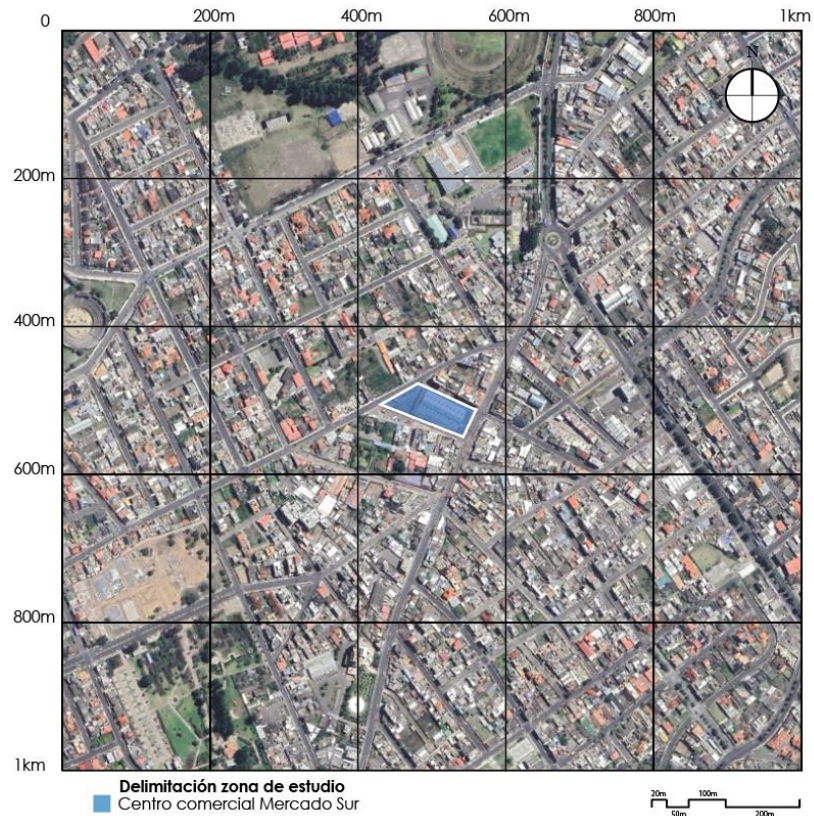 0
200m
400m
600m
800m
1km
N
200m
400m
600m
800m
1km
Delimitación zona de estudio
Centro comercial Mercado Sur
20m
100m
50m
200m